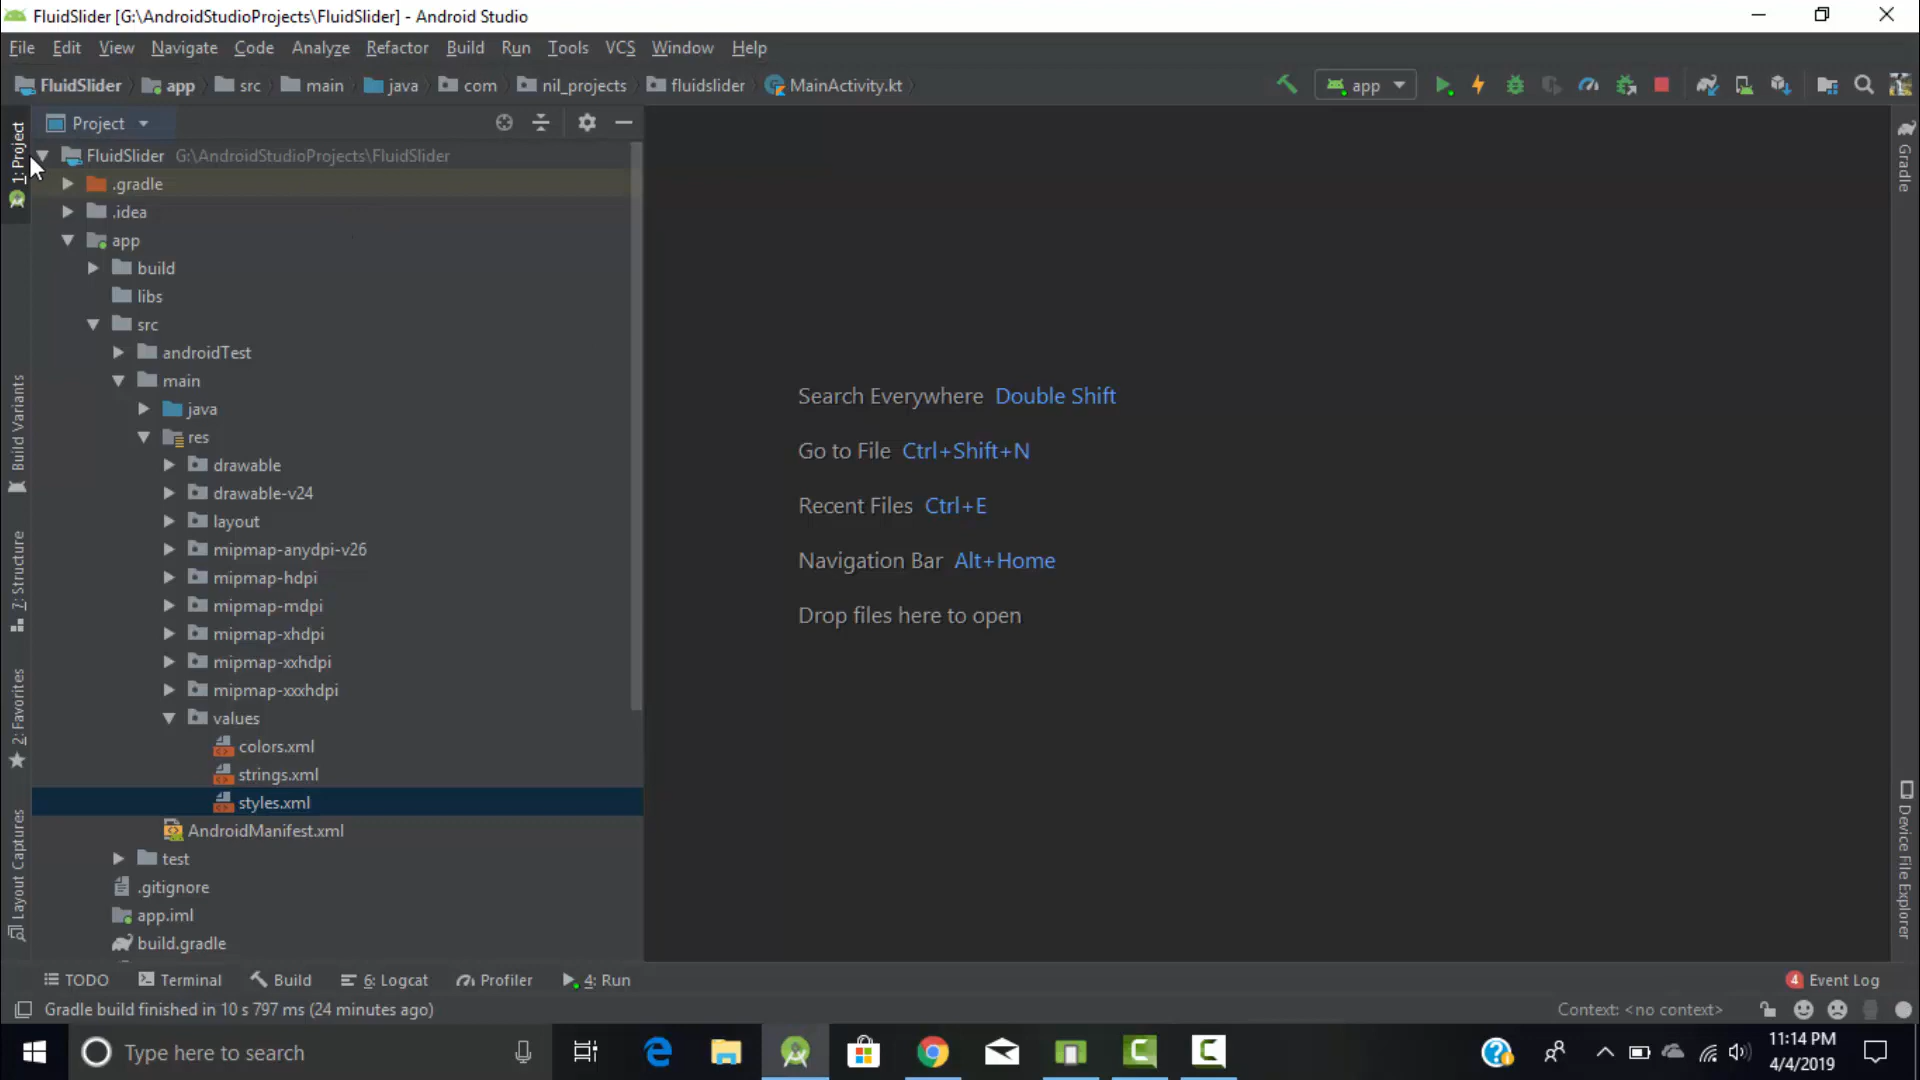 FluidSlider [G:\AndroidStudioProjects\FluidSlider] - Android Studio
File Edit View Navigate Code Analyze Refactor Build Run Tools VCS Window Help
FluidSlider app src main java com nil_projects fluidslider MainActivity.kt app
Project
1: Project
Build Variants
7: Structure
2: Favorites
Layout Captures
FluidSlider G:\AndroidStudioProjects\FluidSlider
.gradle
.idea
app
build
libs
src
androidTest
main
java
res
drawable
drawable-v24
layout
mipmap-anydpi-v26
mipmap-hdpi
mipmap-mdpi
mipmap-xhdpi
mipmap-xxhdpi
mipmap-xxxhdpi
values
colors.xml
strings.xml
styles.xml
AndroidManifest.xml
test
.gitignore
app.iml
build.gradle
Search Everywhere Double Shift
Go to File Ctrl+Shift+N
Recent Files Ctrl+E
Navigation Bar Alt+Home
Drop files here to open
Gradle
Device File Explorer
TODO Terminal Build 6: Logcat Profiler 4: Run 4 Event Log
Gradle build finished in 10 s 797 ms (24 minutes ago) Context: <no context>
Type here to search
11:14 PM
4/4/2019